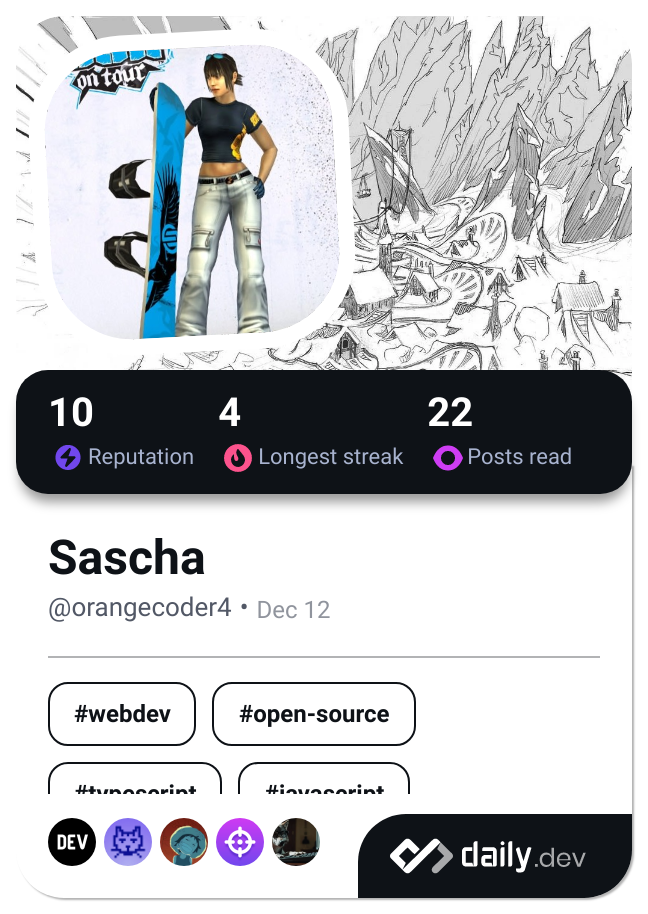 on tour
10
4
22
Reputation
Longest streak
Posts read
Sascha
@orangecoder4 • Dec 12
#webdev
#open-source
#typescript
#javascript
DEV
daily.dev